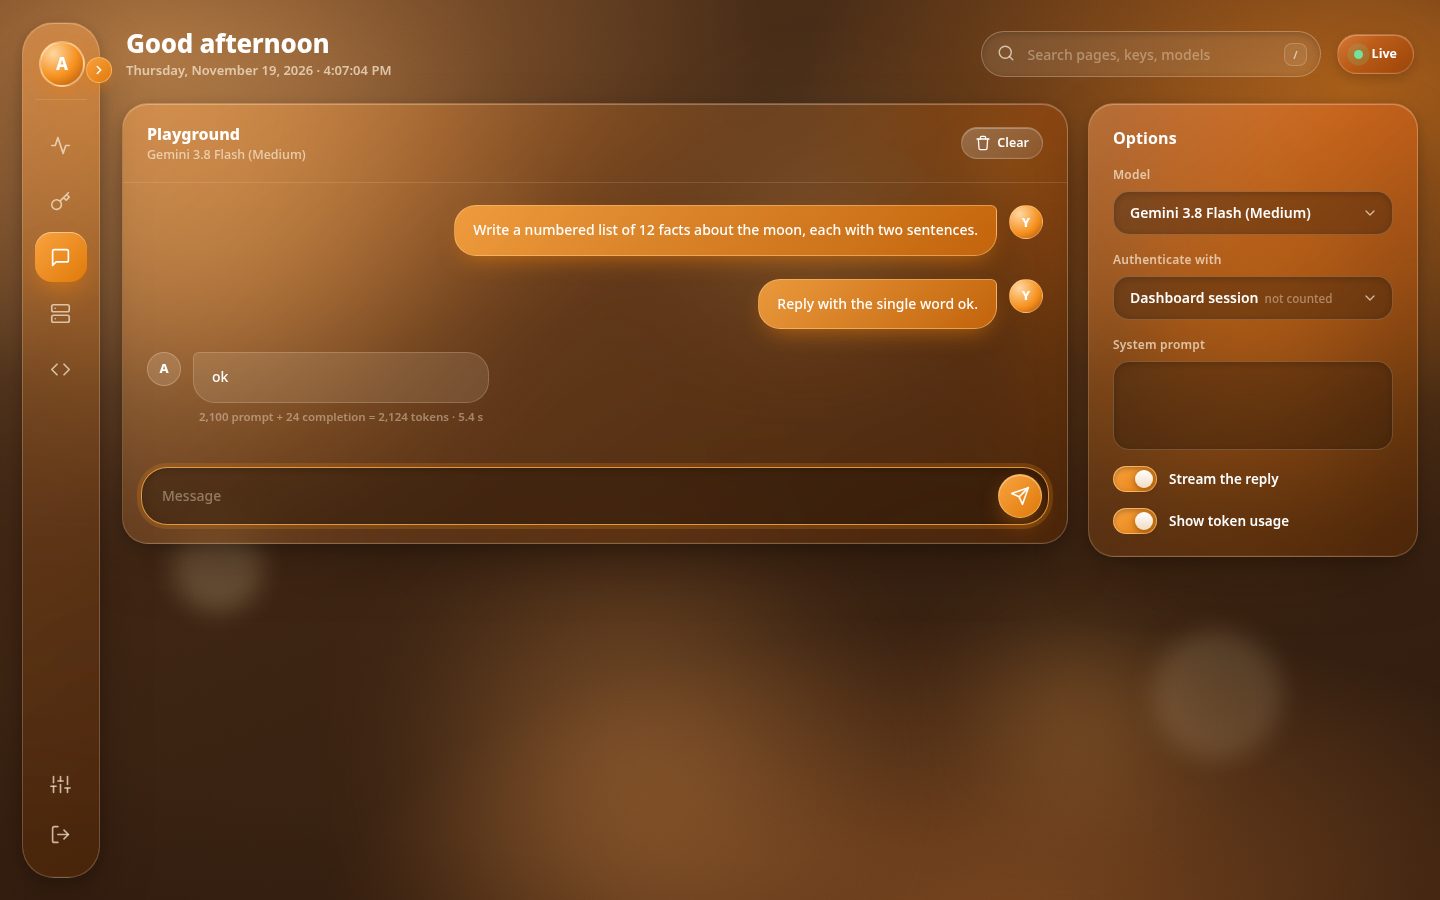 A
Good afternoon
Thursday, November 19, 2026 · 4:07:04 PM
Search pages, keys, models
/
Live
Playground
Gemini 3.8 Flash (Medium)
Clear
Write a numbered list of 12 facts about the moon, each with two sentences.
Y
Reply with the single word ok.
Y
A
ok
2,100 prompt + 24 completion = 2,124 tokens · 5.4 s
Message
Options
Model
Gemini 3.8 Flash (Medium)
Authenticate with
Dashboard session not counted
System prompt
Stream the reply
Show token usage